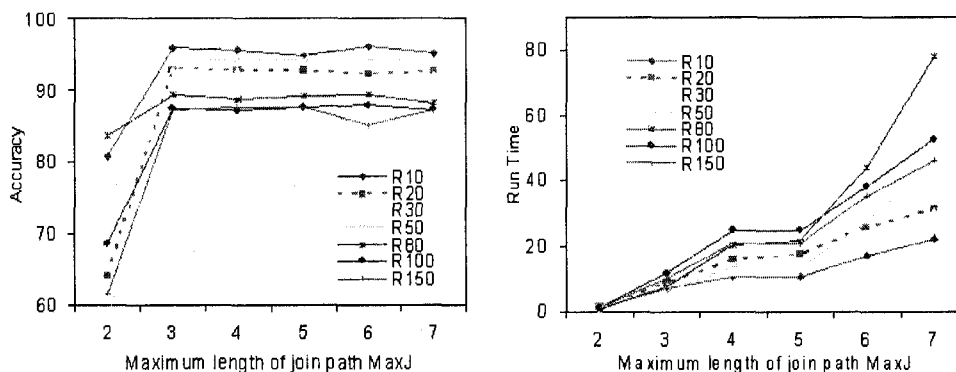 100
90
80
70
60
Accuracy
2 3 4 5 6 7
Maximum length of join path MaxJ
R10
R20
R30
R50
R80
R100
R150
80
60
40
20
0
Run Time
2 3 4 5 6 7
Maximum length of join path MaxJ
R10
R20
R30
R50
R80
R100
R150